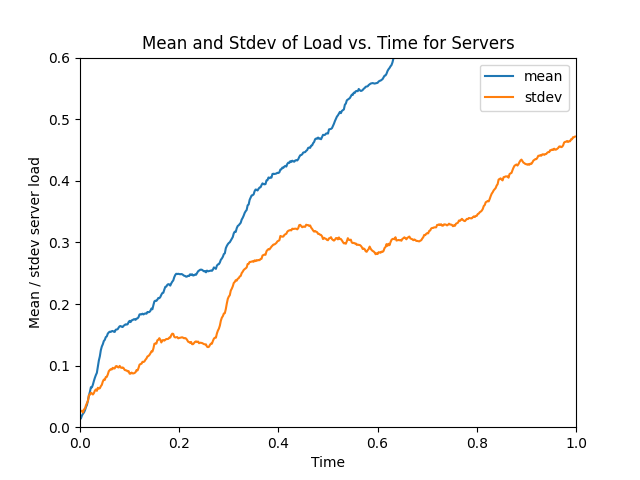 Mean and Stdev of Load vs. Time for Servers
0.6
0.5
0.4
0.3
0.2
0.1
0.0
Mean / stdev server load
mean
stdev
0.0 0.2 0.4 0.6 0.8 1.0
Time